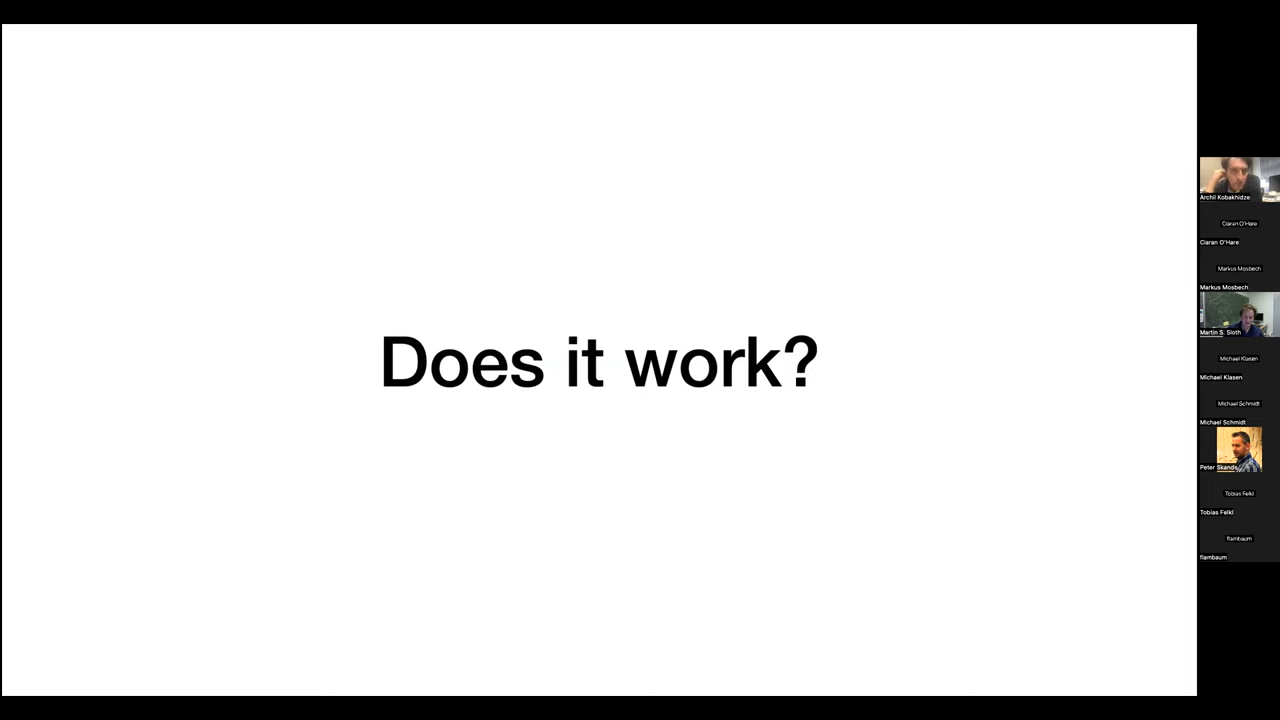 Does it work?
Archil Kobakhidze
Ciaran O'Hare
Ciaran O'Hare
Markus Mosbech
Markus Mosbech
Martin S. Sloth
Michael Klasen
Michael Klasen
Michael Schmidt
Michael Schmidt
Peter Skands
Tobias Felkl
Tobias Felkl
flambaum
flambaum